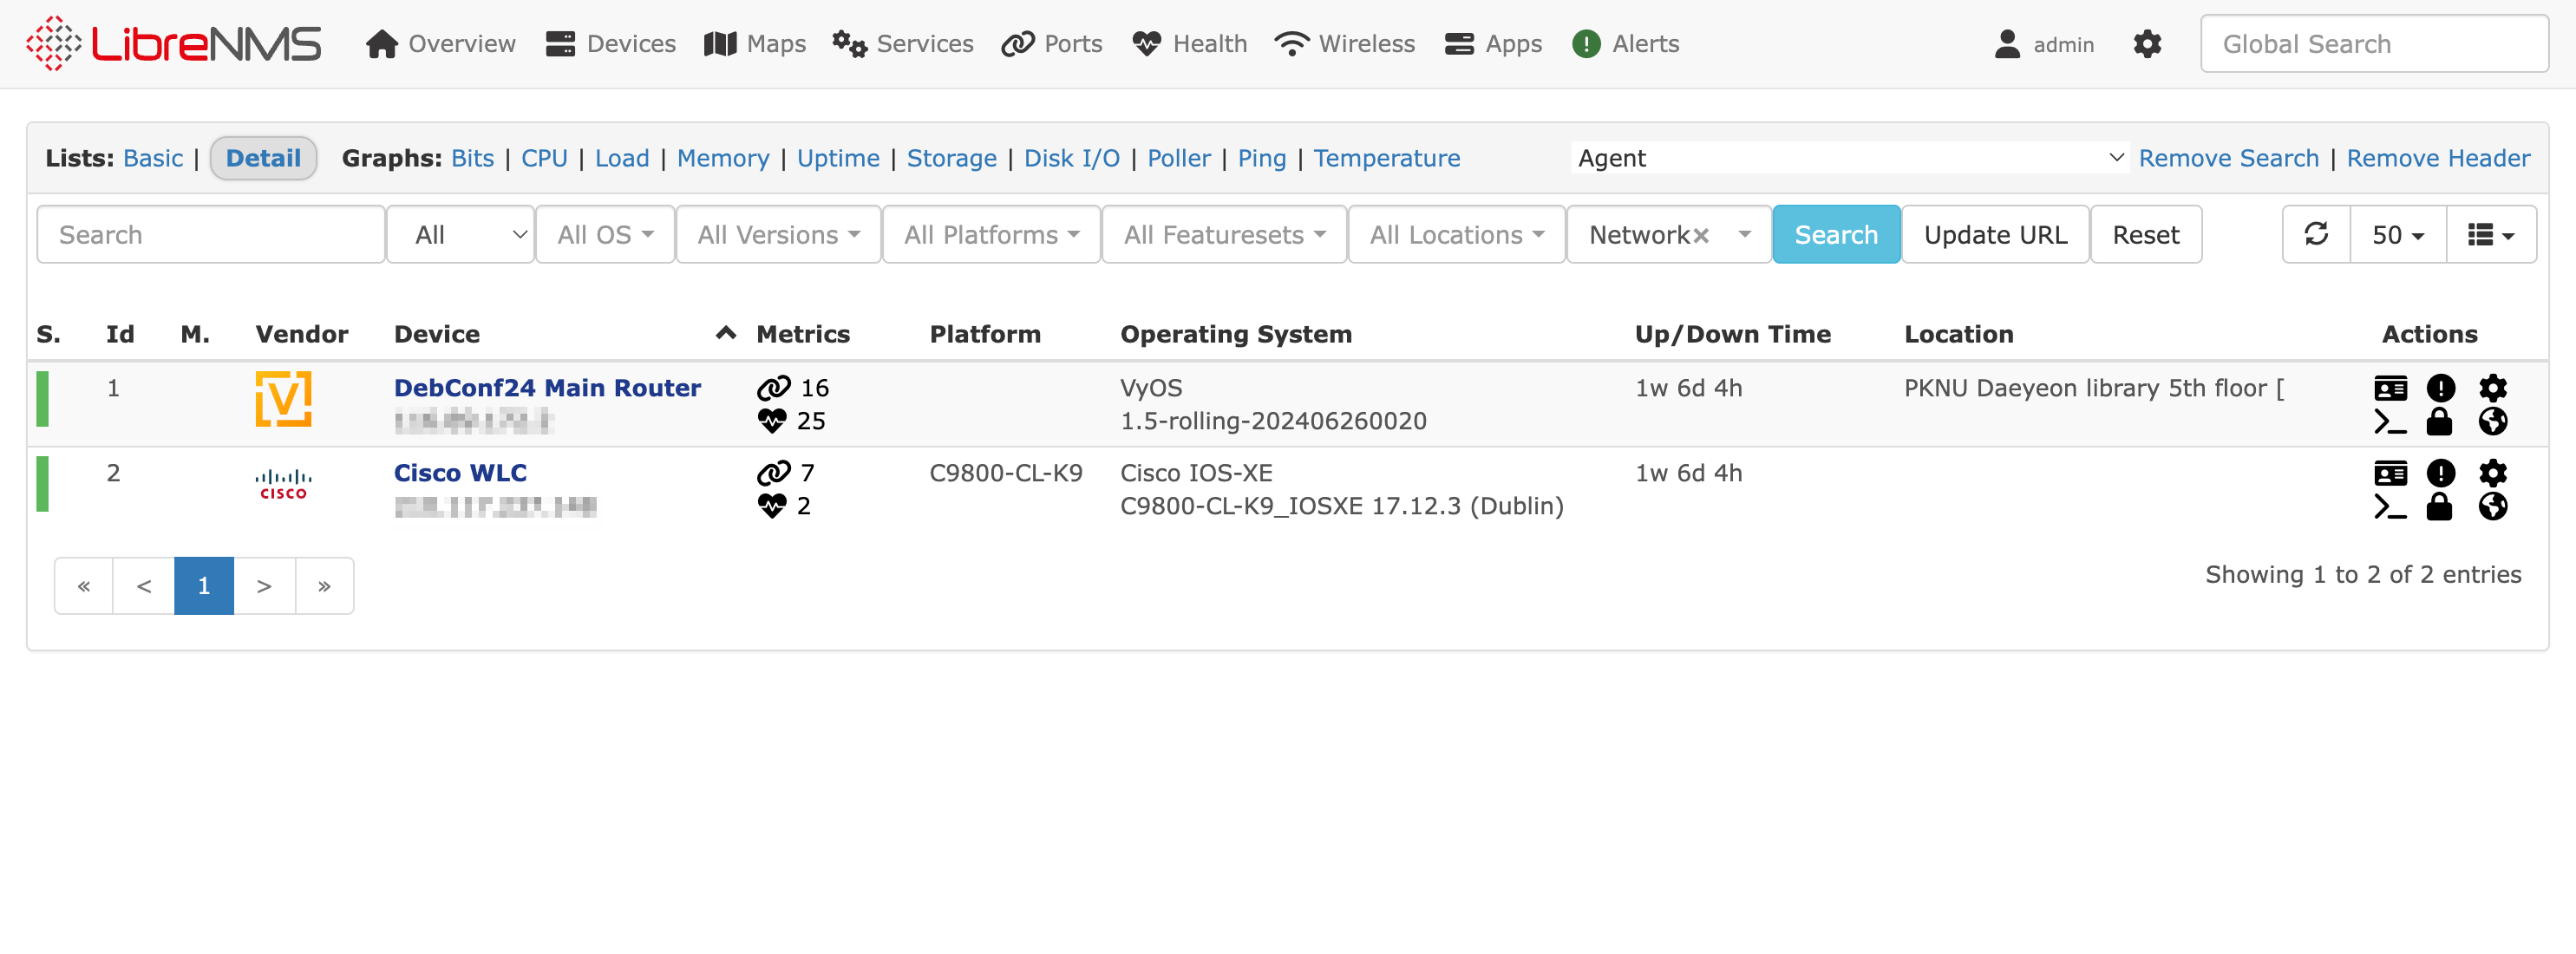 LibreNMS Overview Devices Maps Services Ports Health Wireless Apps Alerts admin Global Search
Lists: Basic | Detail Graphs: Bits | CPU | Load | Memory | Uptime | Storage | Disk I/O | Poller | Ping | Temperature Agent Remove Search | Remove Header
Search All All OS All Versions All Platforms All Featuresets All Locations Network× Search Update URL Reset 50
S. Id M. Vendor Device Metrics Platform Operating System Up/Down Time Location Actions
1 DebConf24 Main Router 16 VyOS 1w 6d 4h PKNU Daeyeon library 5th floor [
25 1.5-rolling-202406260020
2 CISCO Cisco WLC 7 C9800-CL-K9 Cisco IOS-XE 1w 6d 4h
2 C9800-CL-K9_IOSXE 17.12.3 (Dublin)
« < 1 > » Showing 1 to 2 of 2 entries